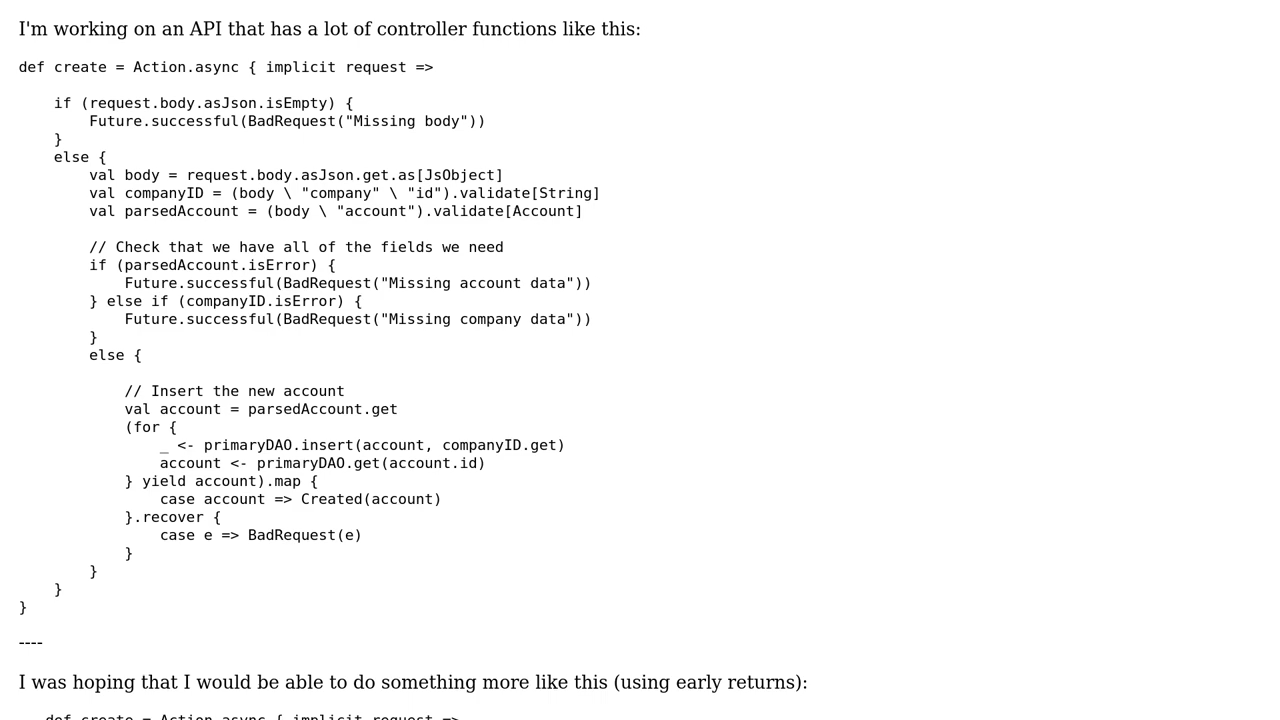 I'm working on an API that has a lot of controller functions like this:
def create = Action.async { implicit request =>
    if (request.body.asJson.isEmpty) {
        Future.successful(BadRequest("Missing body"))
    }
    else {
        val body = request.body.asJson.get.as[JsObject]
        val companyID = (body \ "company" \ "id").validate[String]
        val parsedAccount = (body \ "account").validate[Account]
        // Check that we have all of the fields we need
        if (parsedAccount.isError) {
            Future.successful(BadRequest("Missing account data"))
        } else if (companyID.isError) {
            Future.successful(BadRequest("Missing company data"))
        }
        else {
            // Insert the new account
            val account = parsedAccount.get
            (for {
                _ <- primaryDAO.insert(account, companyID.get)
                account <- primaryDAO.get(account.id)
            } yield account).map {
                case account => Created(account)
            }.recover {
                case e => BadRequest(e)
            }
        }
    }
}
----
I was hoping that I would be able to do something more like this (using early returns):
def create = Action.async { implicit request =>